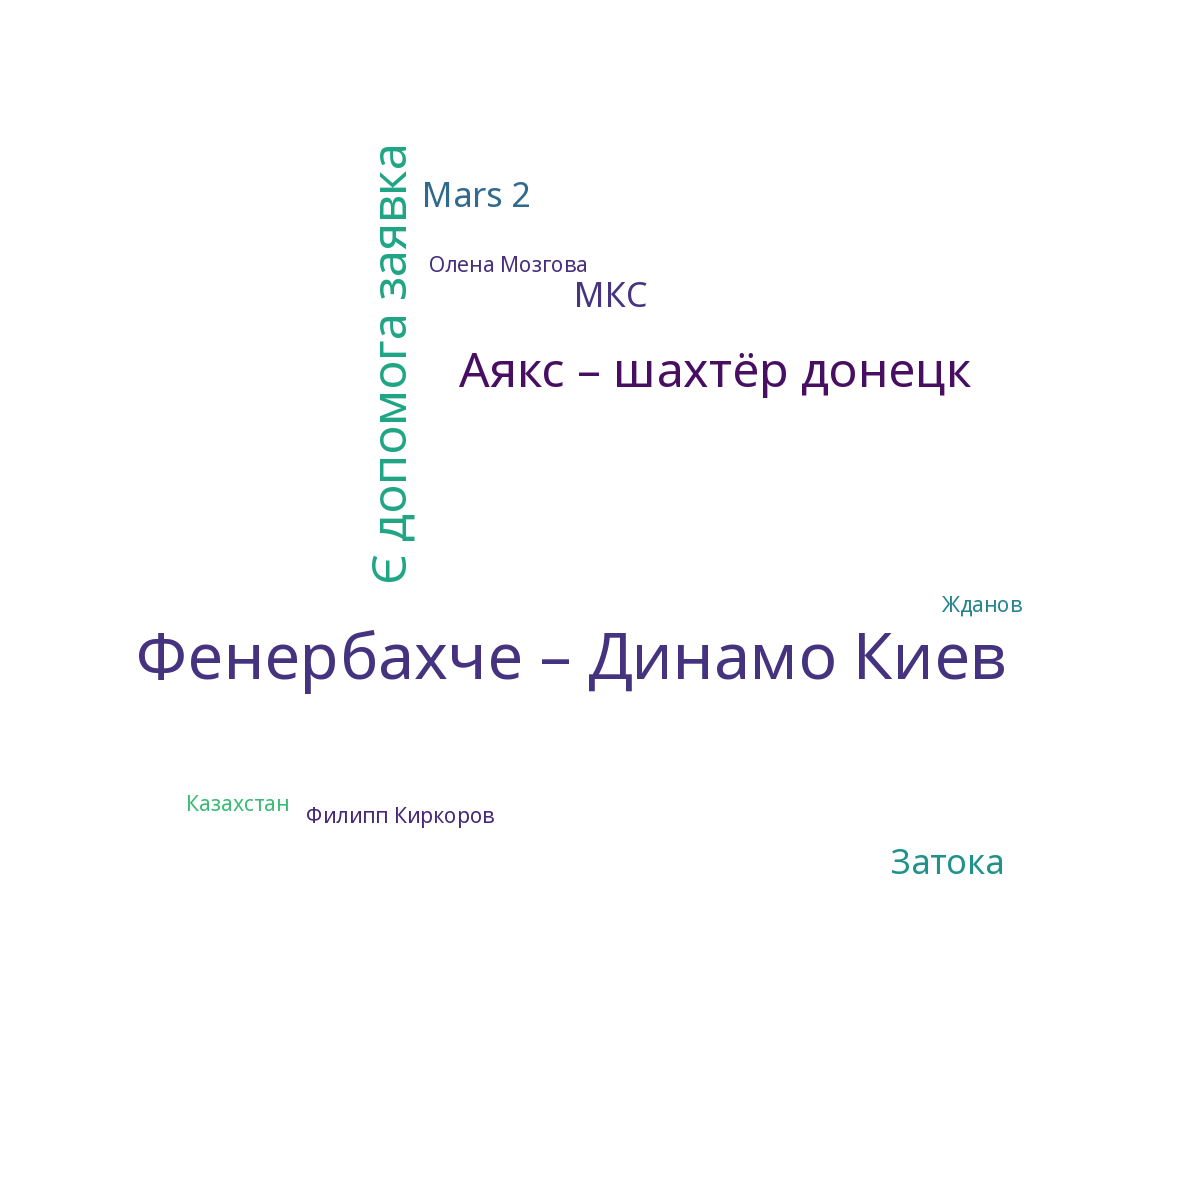 Є допомога заявка
Mars 2
Олена Мозгова
МКС
Аякс – шахтёр донецк
Жданов
Фенербахче – Динамо Киев
Казахстан
Филипп Киркоров
Затока